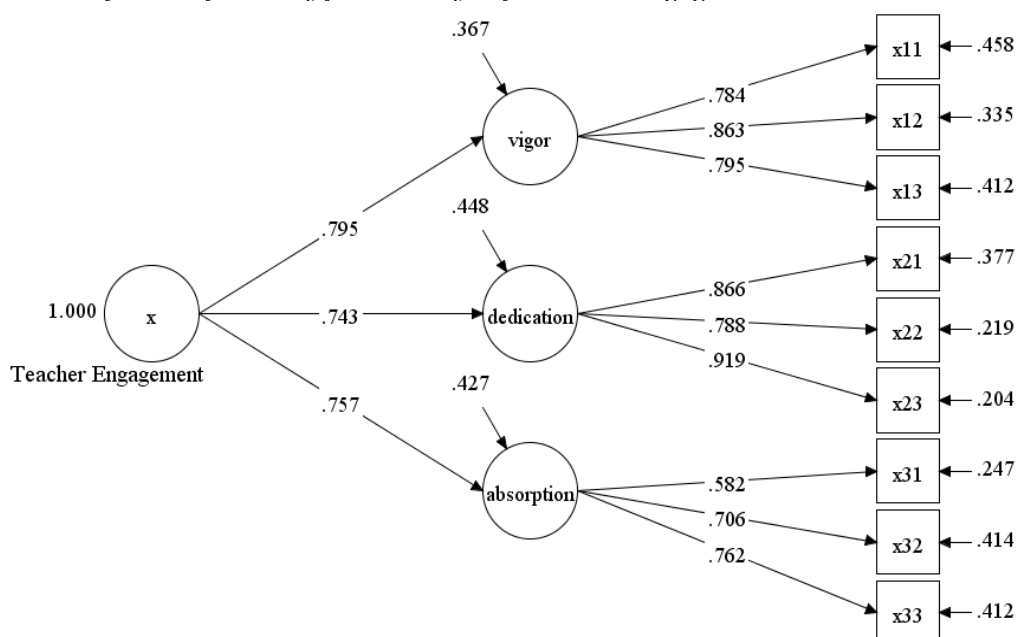 .367
x11
.458
.784
x12
.335
vigor
.863
.795
x13
.412
.448
.795
x21
.377
.866
1.000
x
.743
dedication
.788
x22
.219
.919
Teacher Engagement
.427
.757
x23
.204
x31
.247
.582
absorption
.706
x32
.414
.762
x33
.412